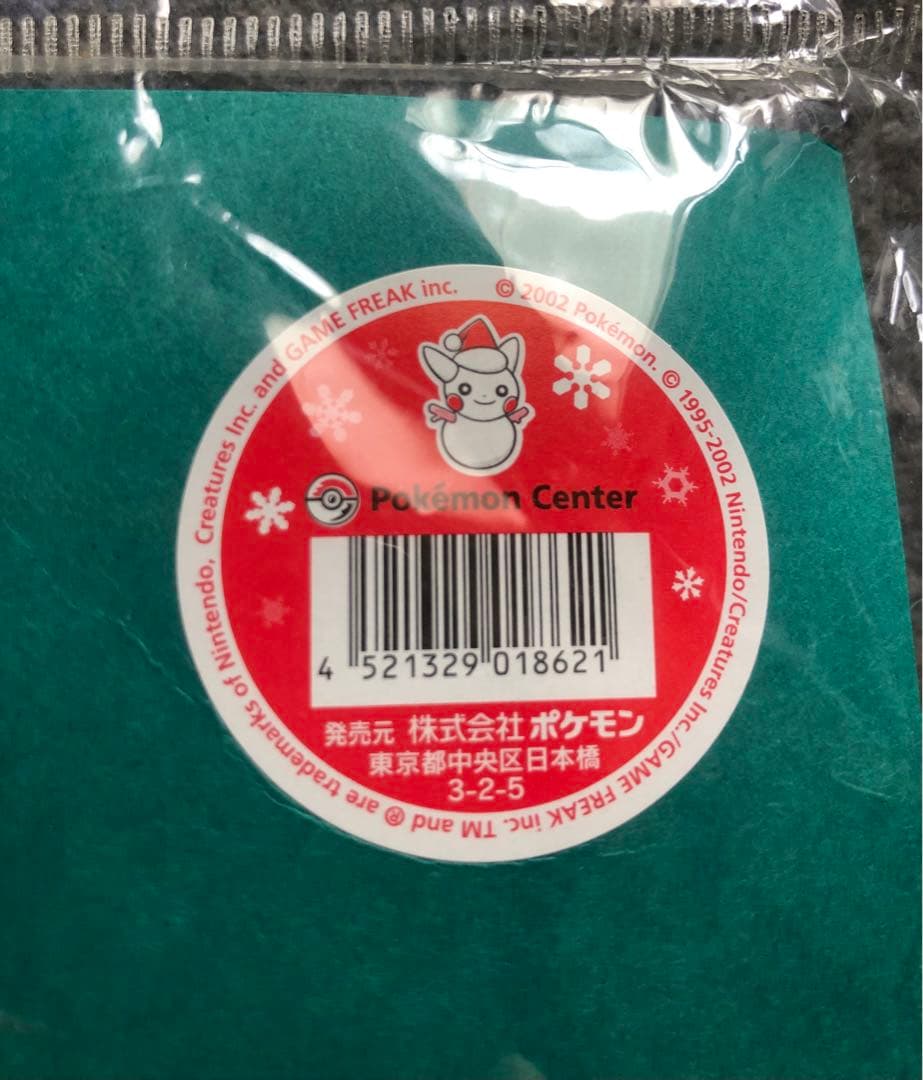 © 2002 Pokémon. © 1995-2002 Nintendo/Creatures Inc./GAME FREAK inc. TM and ® are trademarks of Nintendo, Creatures Inc. and GAME FREAK inc.
Pokémon Center
4 521329 018621
発売元 株式会社 ポケモン
東京都中央区日本橋
3-2-5